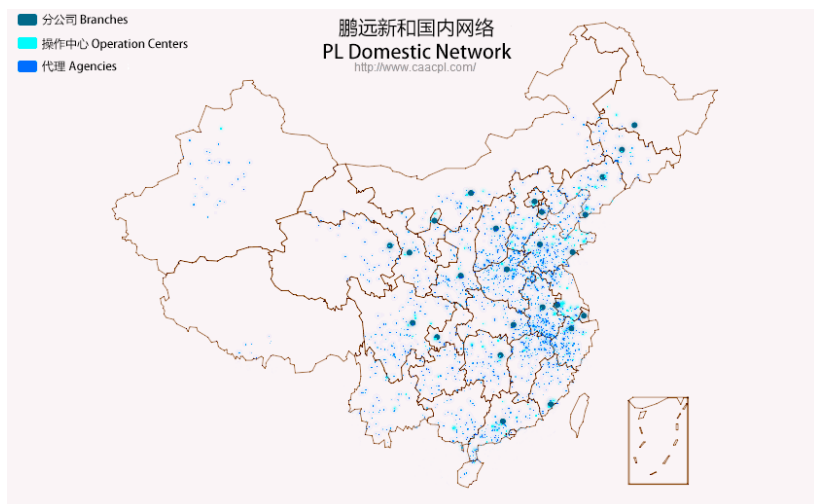 分公司 Branches
操作中心 Operation Centers
代理 Agencies
鹏远新和国内网络
PL Domestic Network
http://www.caacpl.com/